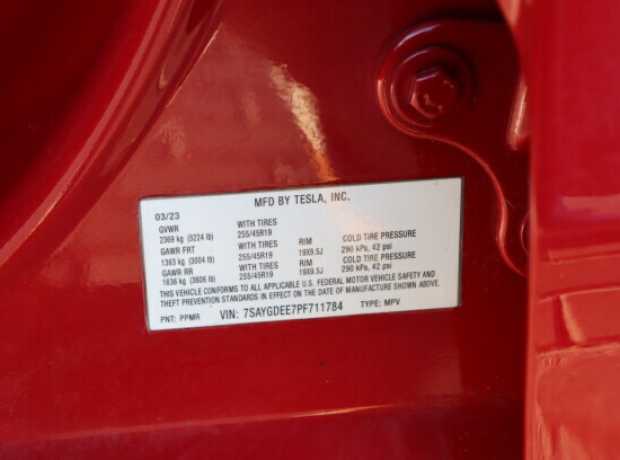 MFD BY TESLA, INC.
03/23
GVWR WITH TIRES
2369 kg (5224 lb) 255/45R19 RIM COLD TIRE PRESSURE
GAWR FRT WITH TIRES 19X9.5J 290 kPa, 42 psi
1363 kg (3004 lb) 255/45R19 RIM COLD TIRE PRESSURE
GAWR RR WITH TIRES 19X9.5J 290 kPa, 42 psi
1636 kg (3606 lb) 255/45R19
THIS VEHICLE CONFORMS TO ALL APPLICABLE U.S. FEDERAL MOTOR VEHICLE SAFETY AND
THEFT PREVENTION STANDARDS IN EFFECT ON THE DATE OF MANUFACTURE SHOWN ABOVE.
PNT: PPMR VIN: 7SAYGDEE7PF711784 TYPE: MPV